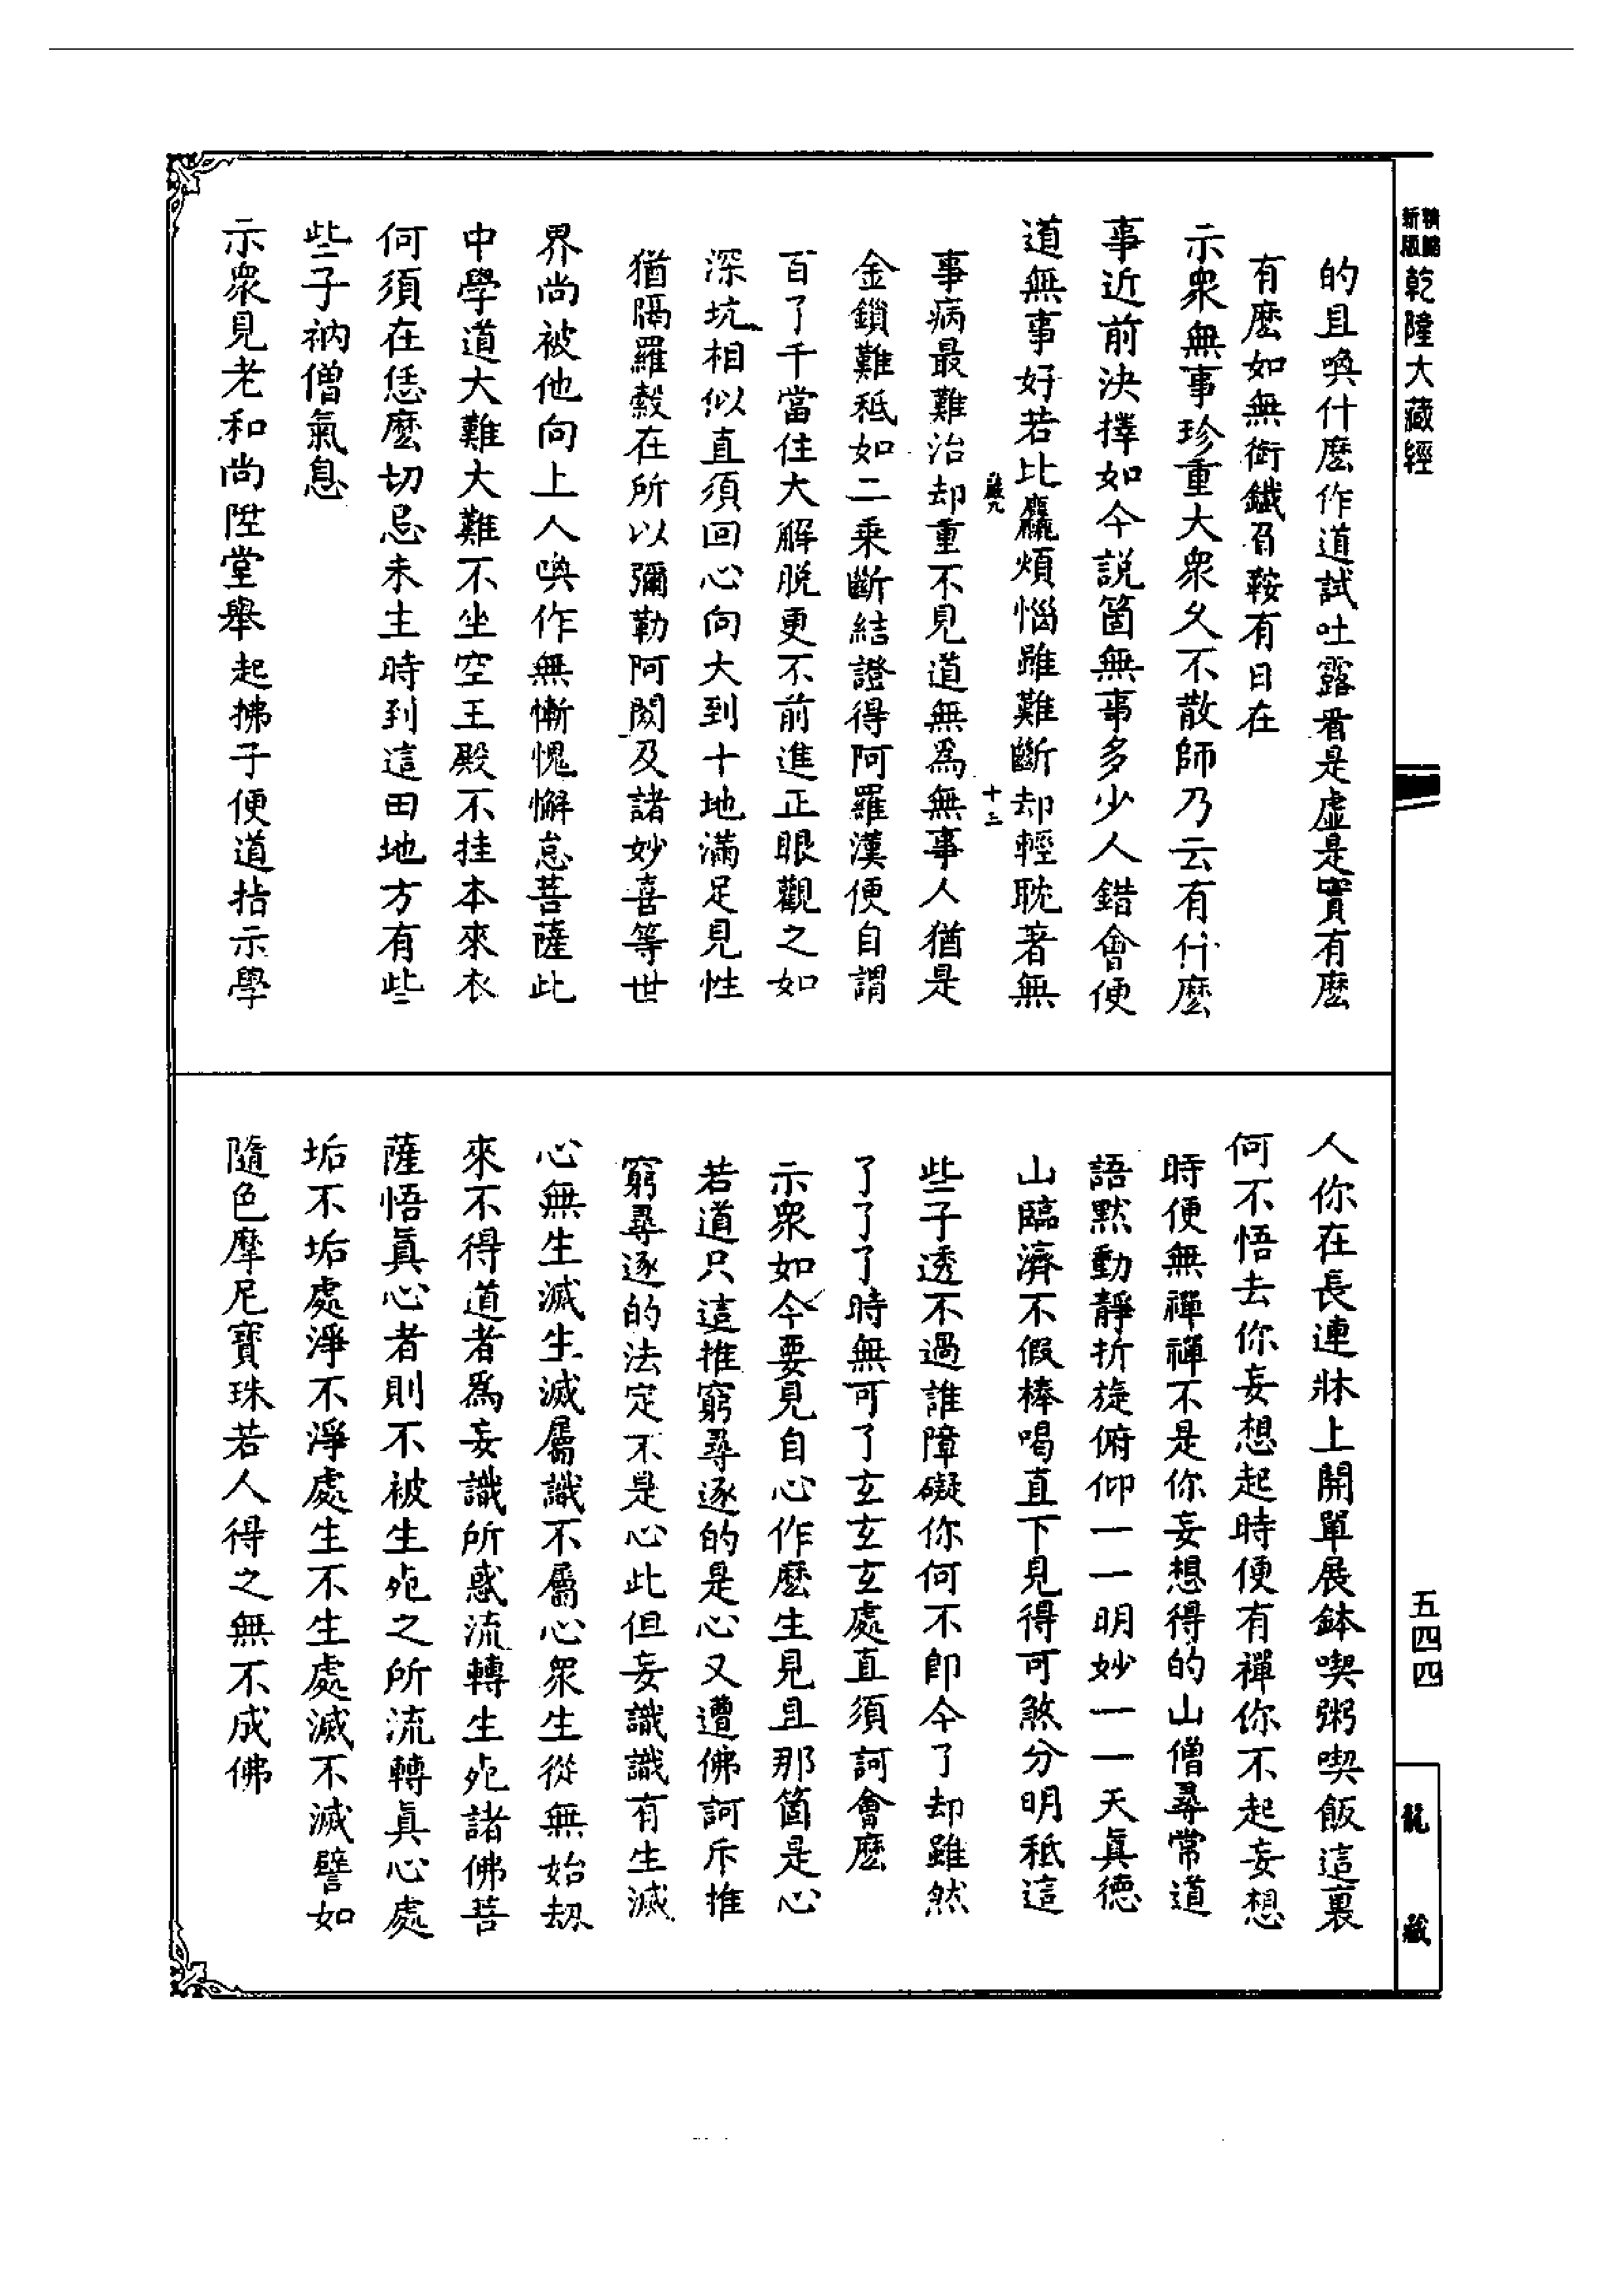 新編
新版
乾隆大藏經
的且喚什麼作道試吐露看是虛是實有麼
有麼如無銜鐵負鞍有日在
示衆無事珍重大衆久不散師乃云有什麼
事近前決擇如今說箇無事多少人錯會便
道無事好若比麤煩惱雖難斷却輕耽著無
事病最難治却重不見道無為無事人猶是
金鎖難秪如二乘斷結證得阿羅漢便自謂
百了千當住大解脫更不前進正眼觀之如
深坑相似直須回心向大到十地滿足見性
猶隔羅縠在所以彌勒阿閦及諸妙喜等世
界尚被他向上人喚作無慚愧懈怠菩薩此
中學道大難大難不坐空王殿不挂本來衣
何須在恁麼切忌未生時到這田地方有些
些子衲僧氣息
示衆見老和尚陞堂舉起拂子便道拈示學
人你在長連牀上開單展鉢喫粥喫飯這裏
何不悟去你妄想起時便有禪你不起妄想
時便無禪禪不是你妄想得的山僧尋常道
語默動靜折旋俯仰一一明妙一一天眞德
山臨濟不假棒喝直下見得可煞分明秪這
些子透不過誰障礙你何不卽今了却雖然
了了了時無可了玄玄玄處直須訶會麼
示衆如今要見自心作麼生見且那箇是心
若道只這推窮尋逐的是心又遭佛訶斥推
窮尋逐的法定不是心此但妄識識有生滅
心無生滅生滅屬識不屬心衆生從無始劫
來不得道者為妄識所惑流轉生死諸佛菩
薩悟眞心者則不被生死之所流轉眞心處
垢不垢處淨不淨處生不生處滅不滅譬如
隨色摩尼寶珠若人得之無不成佛
五四四
龍藏